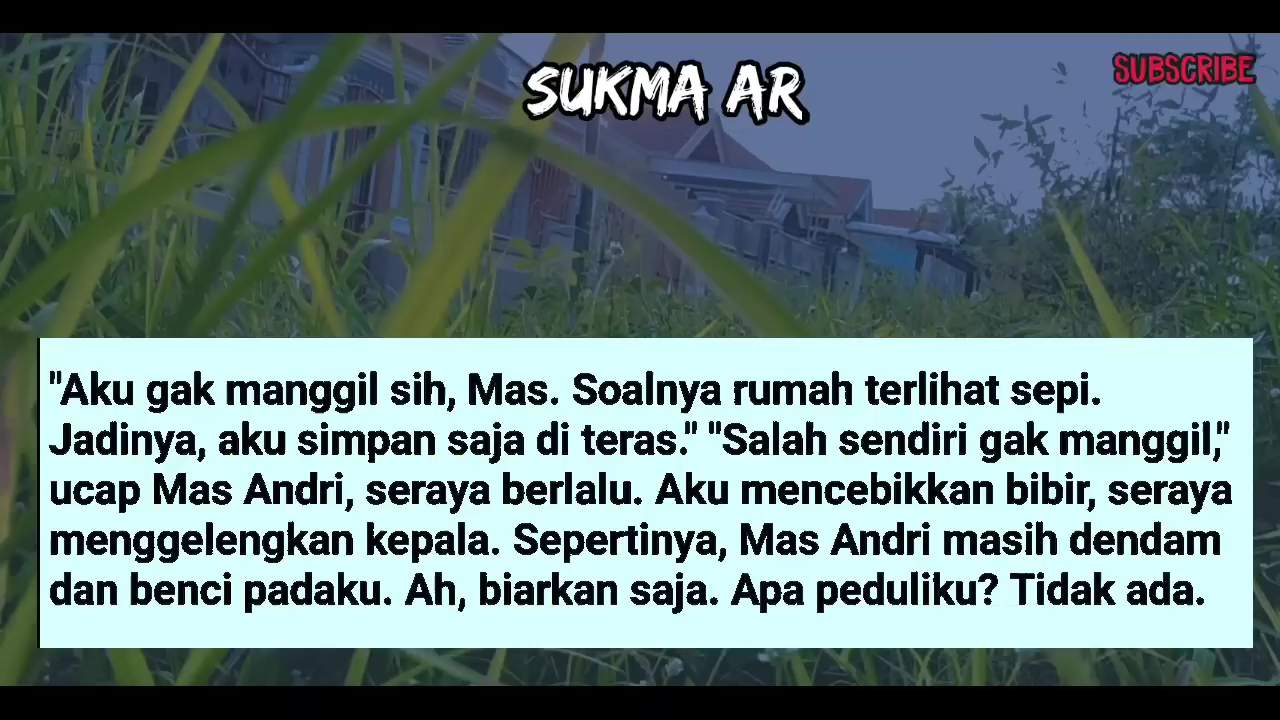 SUKMA AR
SUBSCRIBE
"Aku gak manggil sih, Mas. Soalnya rumah terlihat sepi.
Jadinya, aku simpan saja di teras." "Salah sendiri gak manggil,"
ucap Mas Andri, seraya berlalu. Aku mencebikkan bibir, seraya
menggelengkan kepala. Sepertinya, Mas Andri masih dendam
dan benci padaku. Ah, biarkan saja. Apa peduliku? Tidak ada.